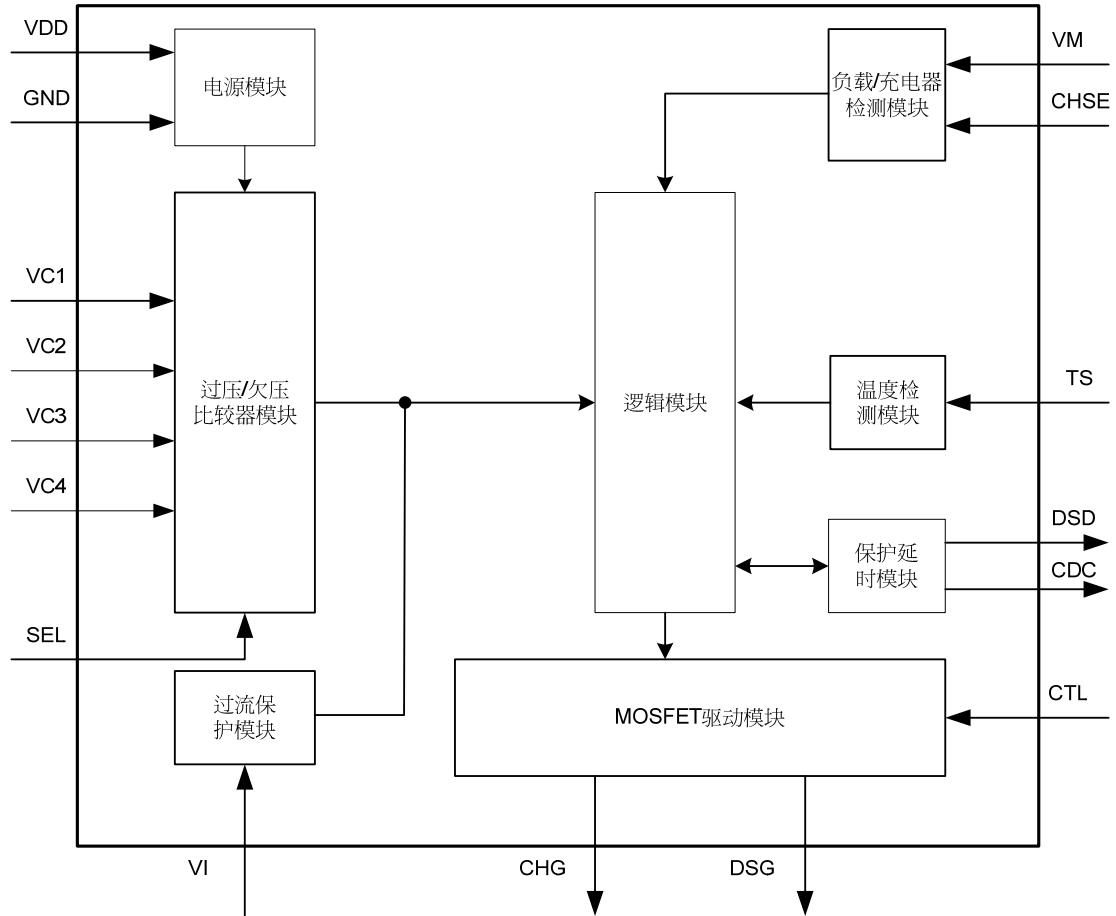 VDD
GND
电源模块
负载/充电器
检测模块
VM
CHSE
VC1
VC2
VC3
VC4
过压/欠压
比较器模块
逻辑模块
温度检
测模块
TS
保护延
时模块
DSD
CDC
SEL
过流保
护模块
MOSFET驱动模块
CTL
VI
CHG
DSG